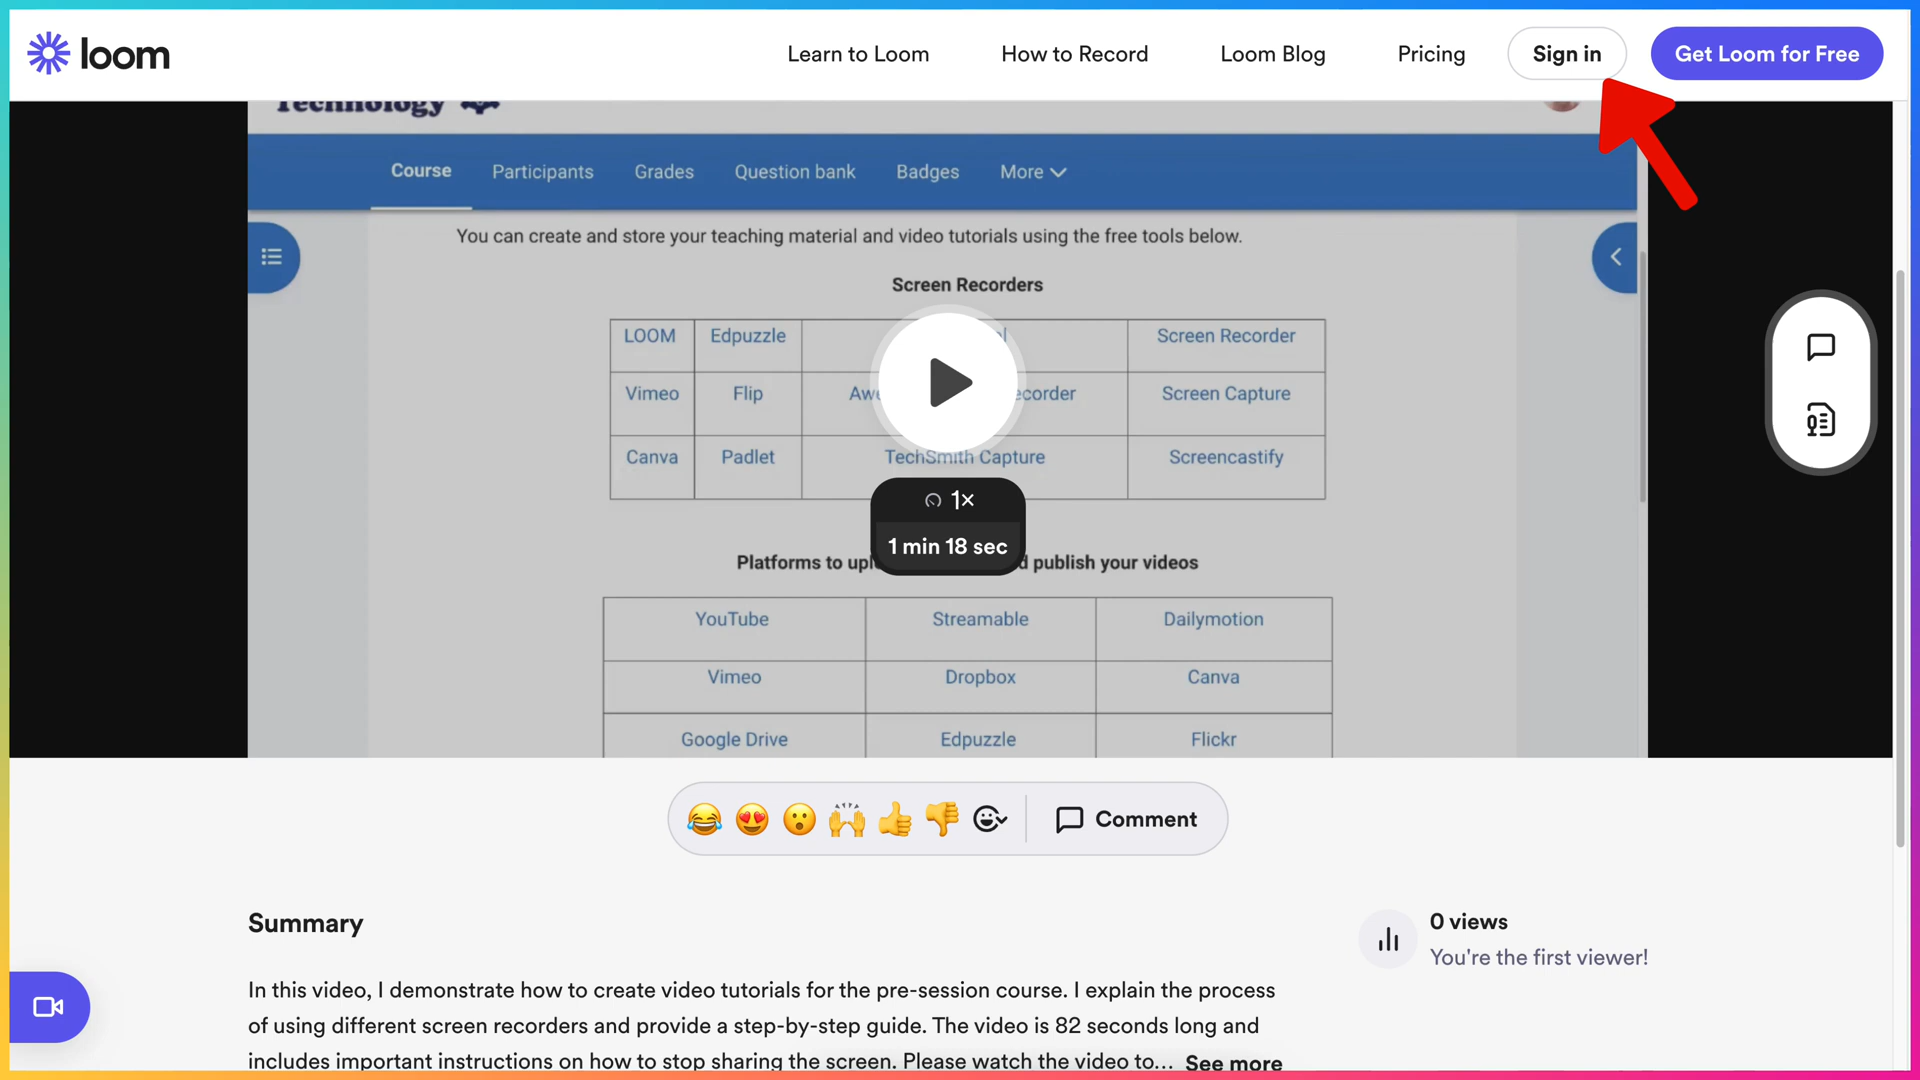 loom
Learn to Loom
How to Record
Loom Blog
Pricing
Sign in
Get Loom for Free
Technology
Course
Participants
Grades
Question bank
Badges
More
You can create and store your teaching material and video tutorials using the free tools below.
Screen Recorders
LOOM
Edpuzzle
Screen Recorder
Vimeo
Flip
Screen Capture
Canva
Padlet
TechSmith Capture
Screencastify
1×
1 min 18 sec
Platforms to publish your videos
YouTube
Streamable
Dailymotion
Vimeo
Dropbox
Canva
Google Drive
Edpuzzle
Flickr
Comment
Summary
0 views
You're the first viewer!
In this video, I demonstrate how to create video tutorials for the pre-session course. I explain the process
of using different screen recorders and provide a step-by-step guide. The video is 82 seconds long and
includes important instructions on how to stop sharing the screen. Please watch the video to... See more